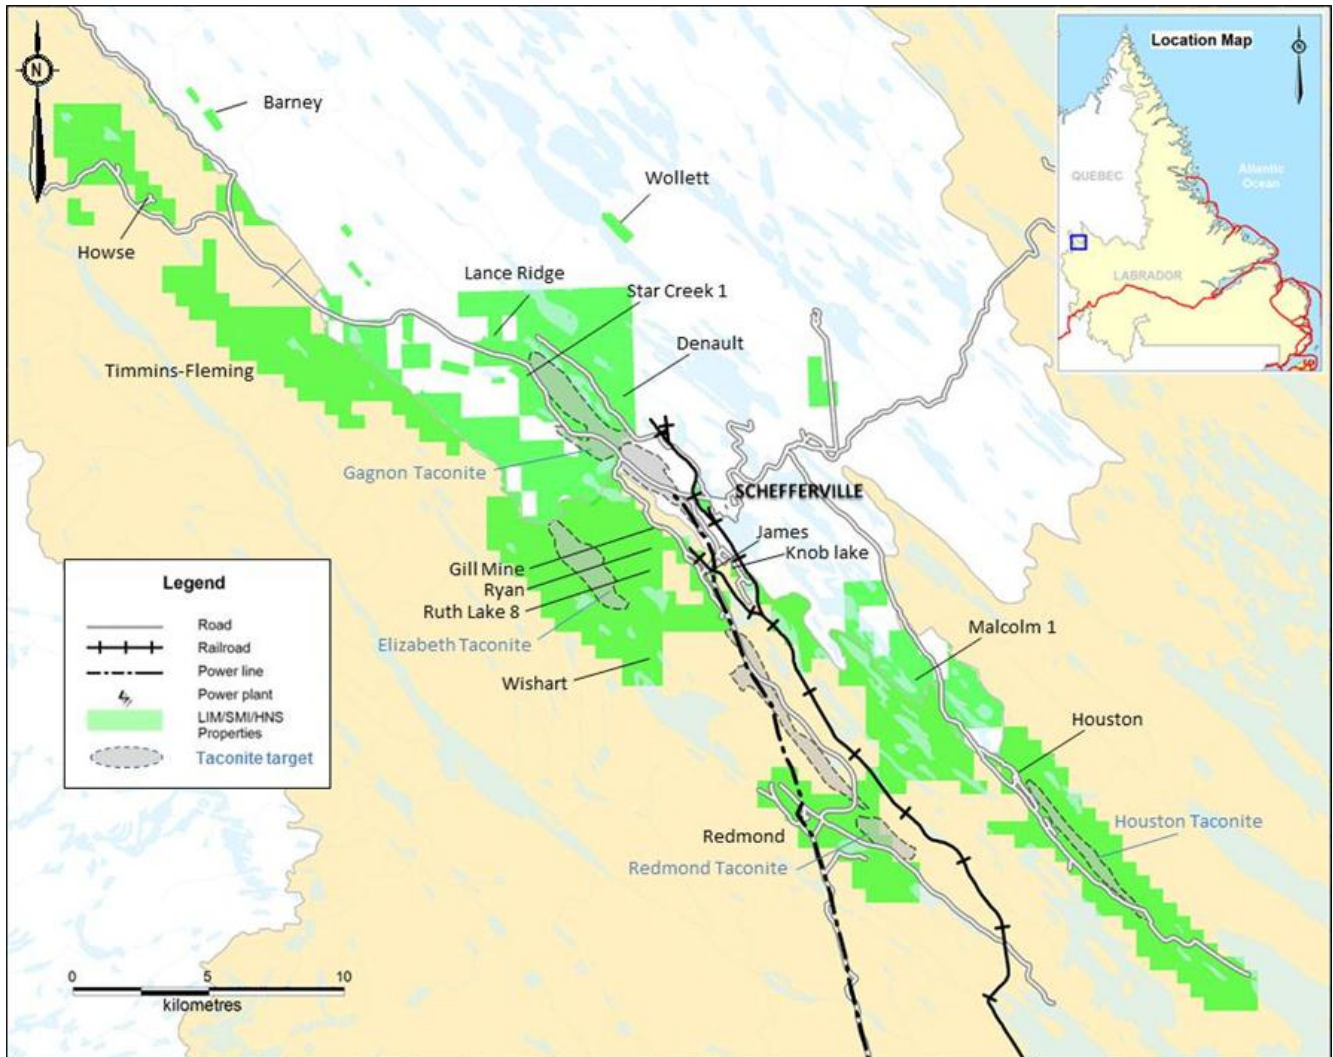 N
Barney
Howse
Wollett
Lance Ridge
Star Creek 1
Denault
Timmins-Fleming
Gagnon Taconite
SCHEFFERVILLE
James
Knob lake
Gill Mine
Ryan
Ruth Lake 8
Elizabeth Taconite
Wishart
Malcolm 1
Houston
Houston Taconite
Redmond
Redmond Taconite
Location Map
QUEBEC
Atlantic
Ocean
LABRADOR
Legend
Road
Railroad
Power line
Power plant
LIM/SMI/HNS
Properties
Taconite target
0 5 10
kilometres